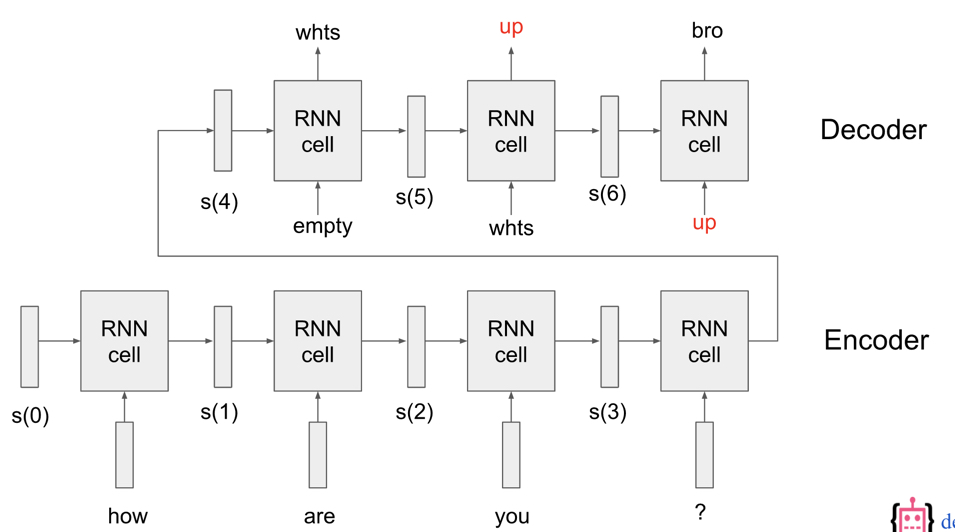 whts up bro
RNN cell RNN cell RNN cell Decoder
s(4) s(5) s(6)
empty whts up
RNN cell RNN cell RNN cell RNN cell Encoder
s(0) s(1) s(2) s(3)
how are you ?